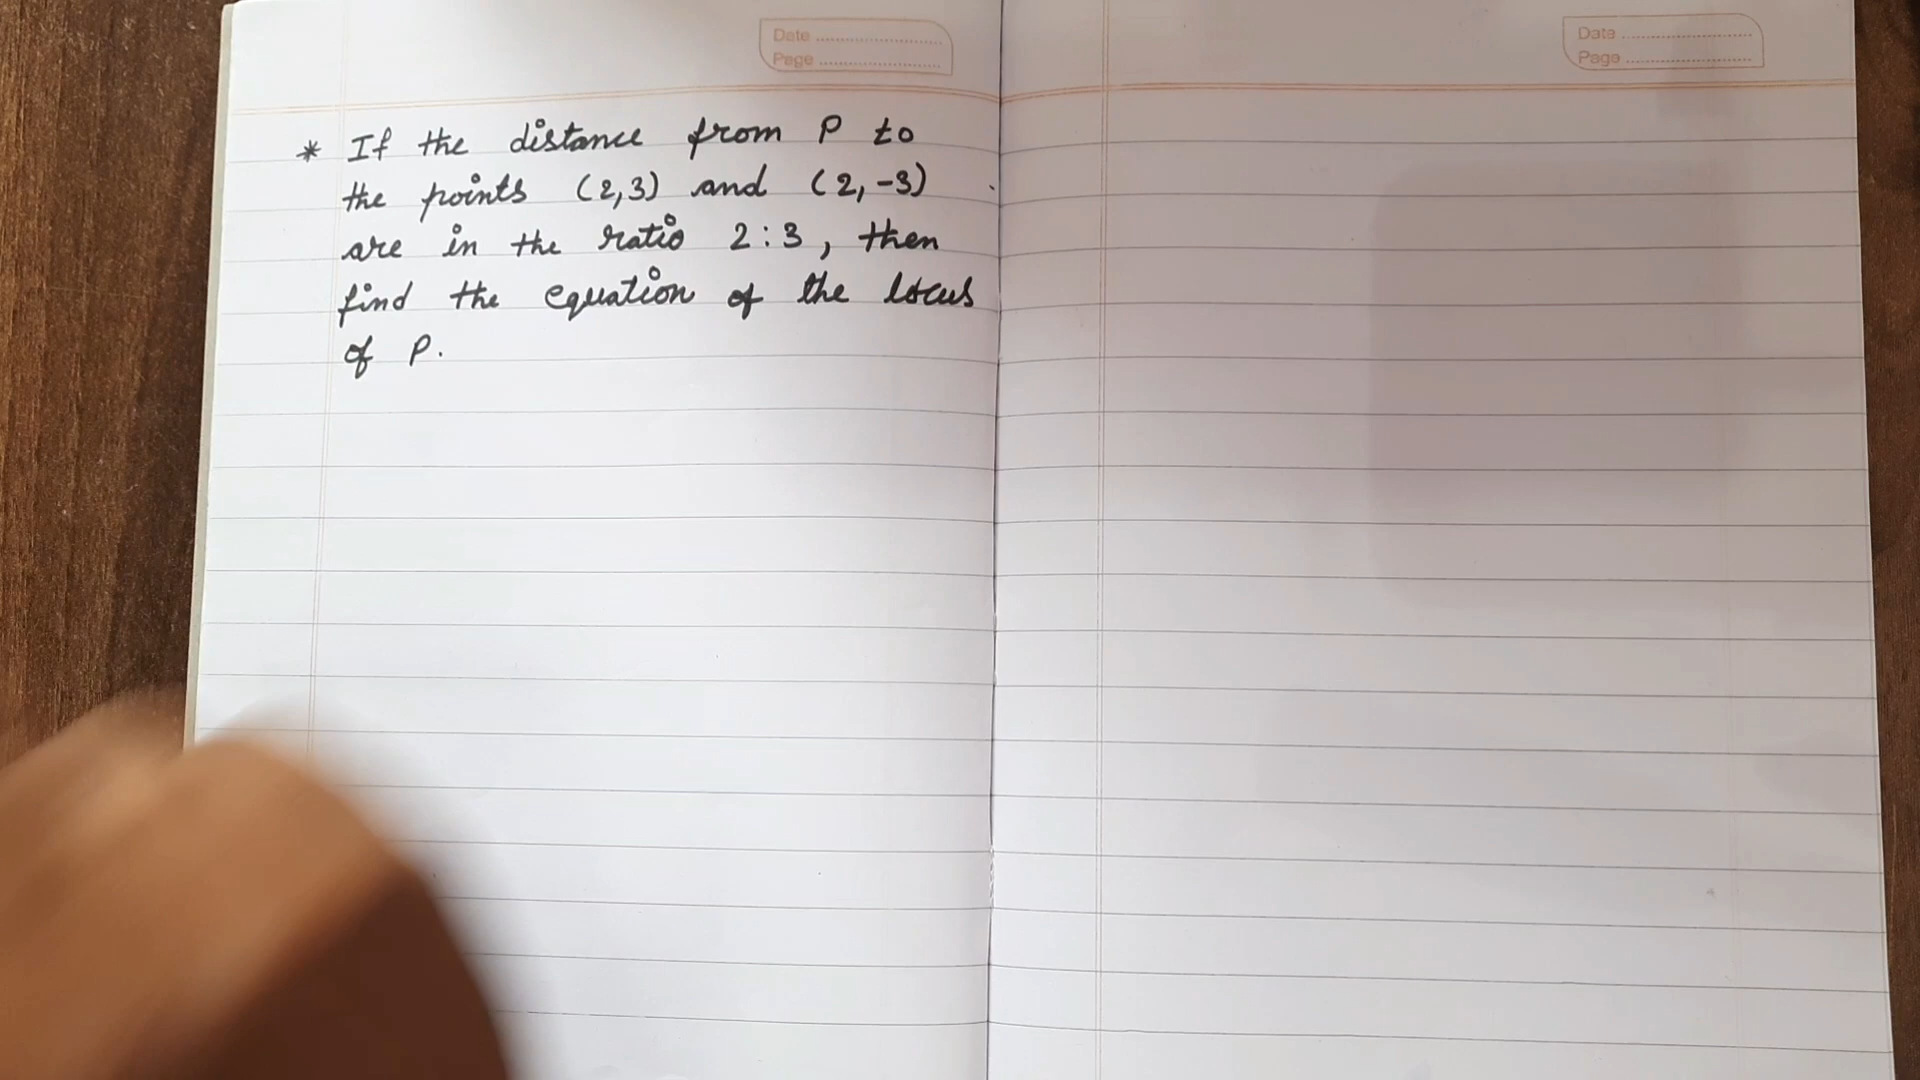 Date
Page
Date
Page
* If the distance from P to
the points (2,3) and (2,-3)
are in the ratio 2:3, then
find the equation of the locus
of P.